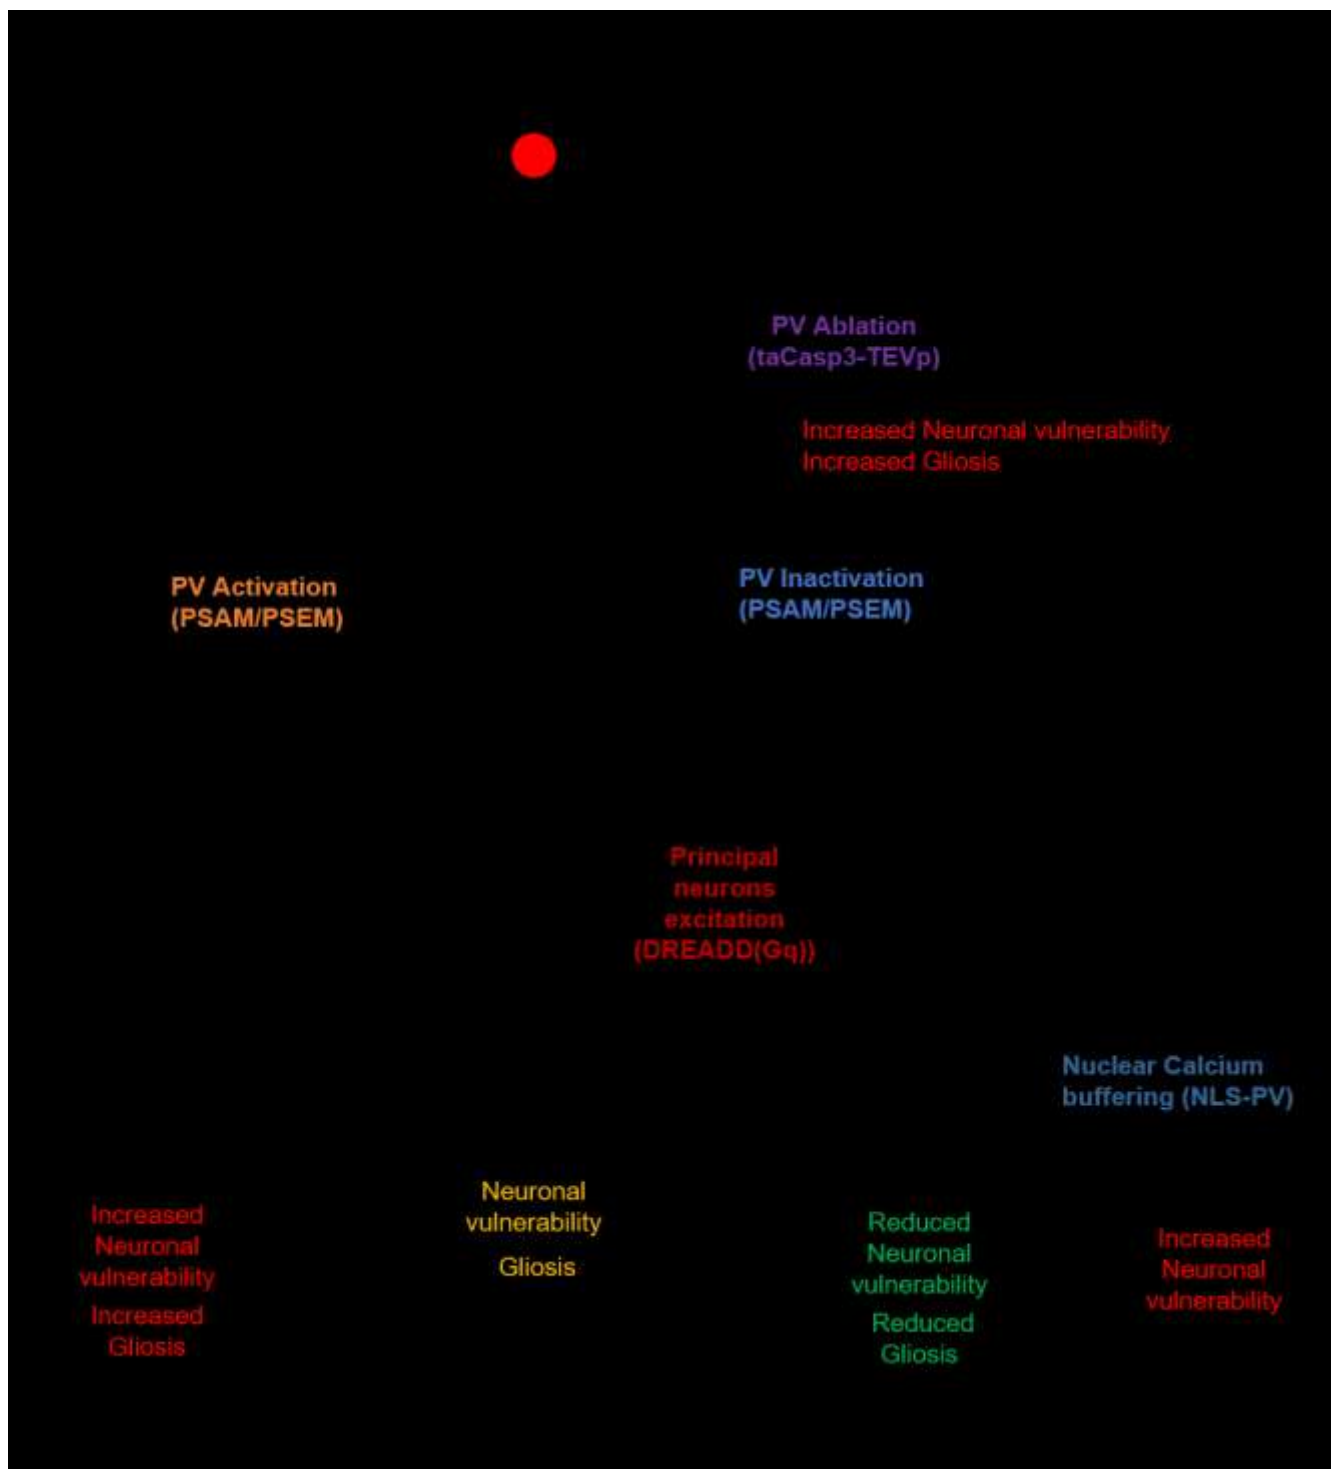 PV Ablation
(taCasp3-TEVp)
Increased Neuronal vulnerability
Increased Gliosis
PV Activation
(PSAM/PSEM)
PV Inactivation
(PSAM/PSEM)
Principal
neurons
excitation
(DREADD(Gq))
Nuclear Calcium
buffering (NLS-PV)
Increased
Neuronal
vulnerability
Increased
Gliosis
Neuronal
vulnerability
Gliosis
Reduced
Neuronal
vulnerability
Reduced
Gliosis
Increased
Neuronal
vulnerability